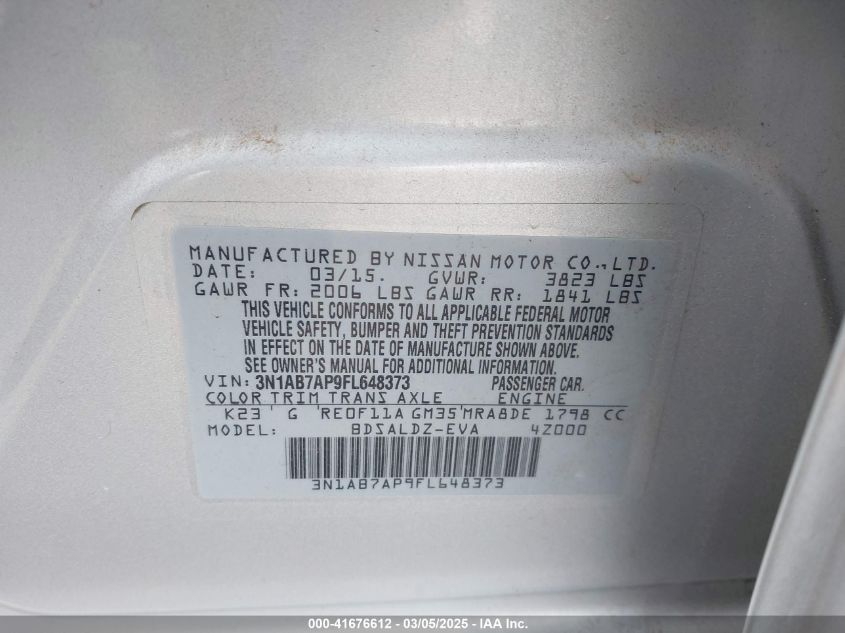 MANUFACTURED BY NISSAN MOTOR CO.,LTD.
DATE: 03/15. GVWR: 3823 LBS
GAWR FR: 2006 LBS GAWR RR: 1841 LBS
THIS VEHICLE CONFORMS TO ALL APPLICABLE FEDERAL MOTOR
VEHICLE SAFETY, BUMPER AND THEFT PREVENTION STANDARDS
IN EFFECT ON THE DATE OF MANUFACTURE SHOWN ABOVE.
SEE OWNER'S MANUAL FOR ADDITIONAL INFORMATION.
VIN: 3N1AB7AP9FL648373 PASSENGER CAR.
COLOR TRIM TRANS AXLE ENGINE
K23 ' G 'RE0F11A GM35'MRA8DE 1798 CC
MODEL: BDSALDZ-EVA 4Z000
3N1AB7AP9FL648373
000-41676612 - 03/05/2025 - IAA Inc.